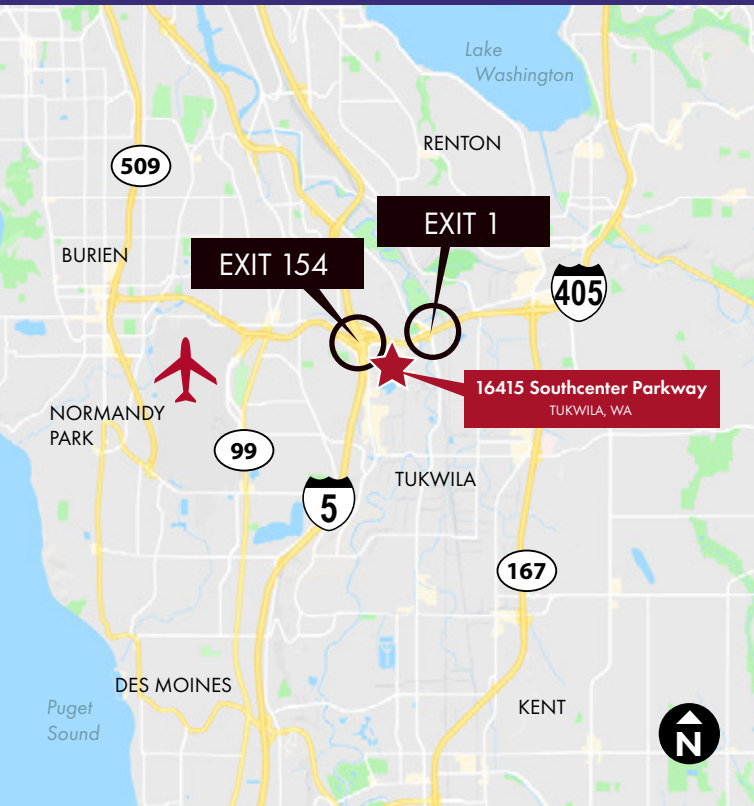 Lake
Washington
RENTON
509
EXIT 1
BURIEN
EXIT 154
405
16415 Southcenter Parkway
TUKWILA, WA
NORMANDY
PARK
99
TUKWILA
5
167
DES MOINES
Puget
Sound
KENT
N